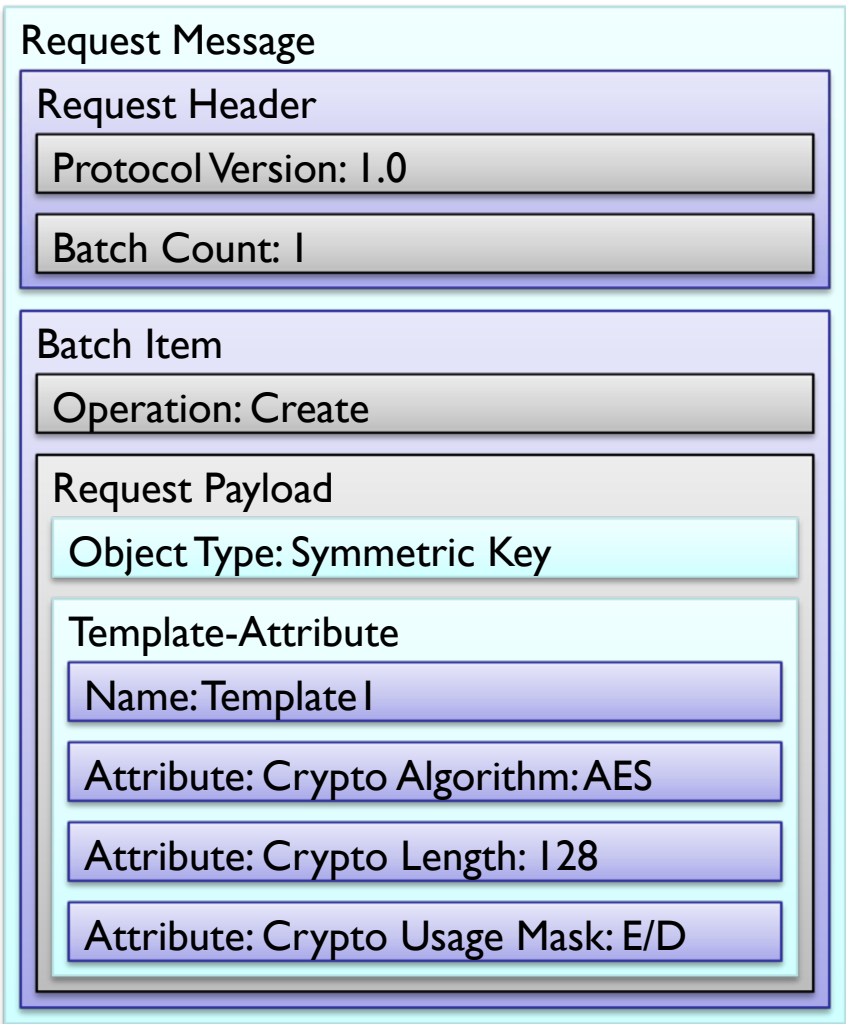 Request Message
Request Header
Protocol Version: 1.0
Batch Count: 1
Batch Item
Operation: Create
Request Payload
Object Type: Symmetric Key
Template-Attribute
Name: Template1
Attribute: Crypto Algorithm: AES
Attribute: Crypto Length: 128
Attribute: Crypto Usage Mask: E/D